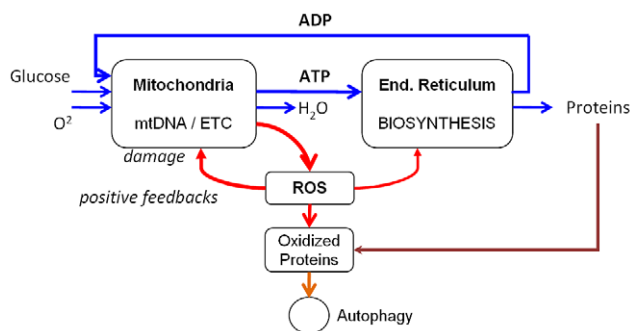 ADP
Glucose
Mitochondria
ATP
End. Reticulum
O²
mtDNA / ETC
H₂O
BIOSYNTHESIS
Proteins
damage
positive feedbacks
ROS
Oxidized
Proteins
Autophagy